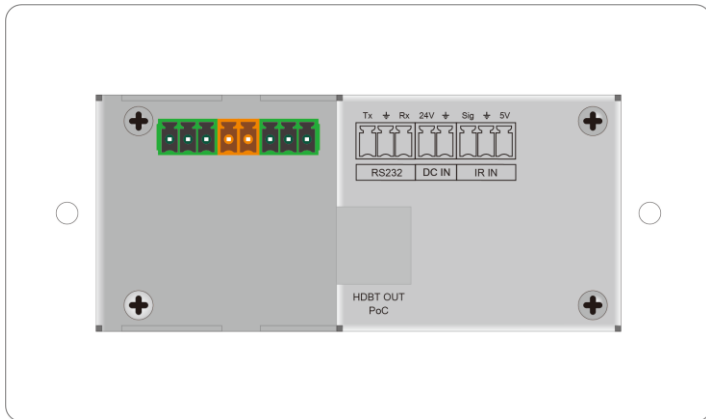 Tx ⏚ Rx 24V ⏚ Sig ⏚ 5V
RS232 DC IN IR IN
HDBT OUT
PoC